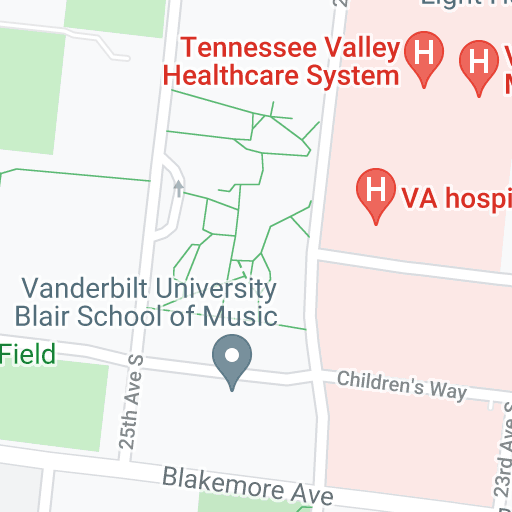 Tennessee Valley
Healthcare System
H
H
H
VA hospi
Vanderbilt University
Blair School of Music
Field
25th Ave S
Children's Way
23rd Ave S
Blakemore Ave